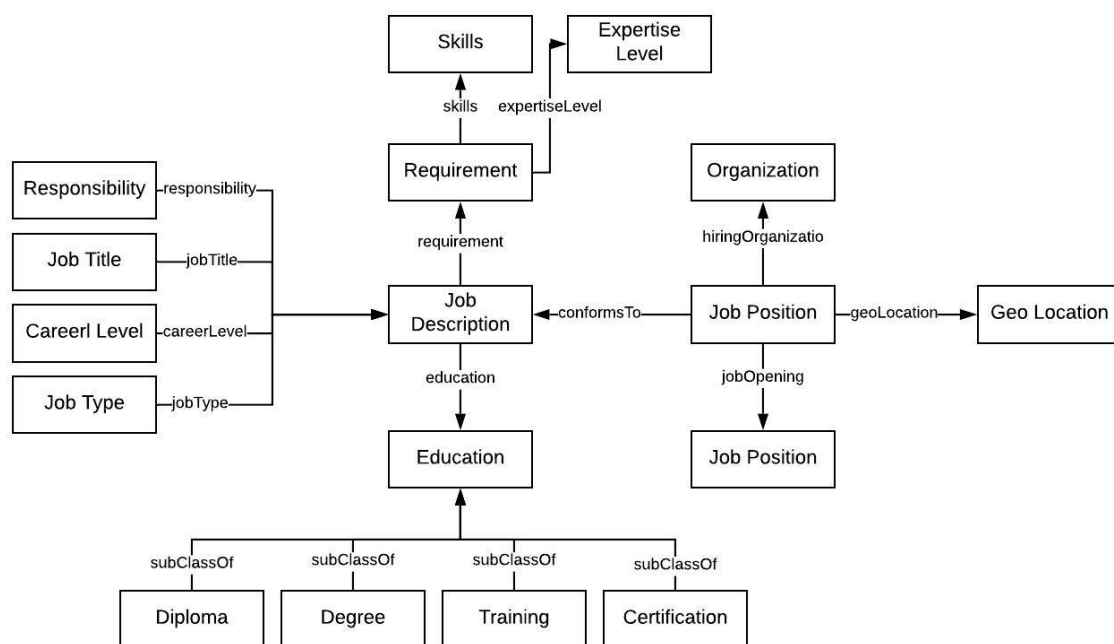 Skills
Expertise
Level
skills
expertiseLevel
Requirement
Organization
Responsibility
responsibility
requirement
hiringOrganizatio
Job Title
jobTitle
Job
Description
conformsTo
Job Position
geoLocation
Geo Location
Careerl Level
careerLevel
education
jobOpening
Job Type
jobType
Education
Job Position
subClassOf
subClassOf
subClassOf
subClassOf
Diploma
Degree
Training
Certification